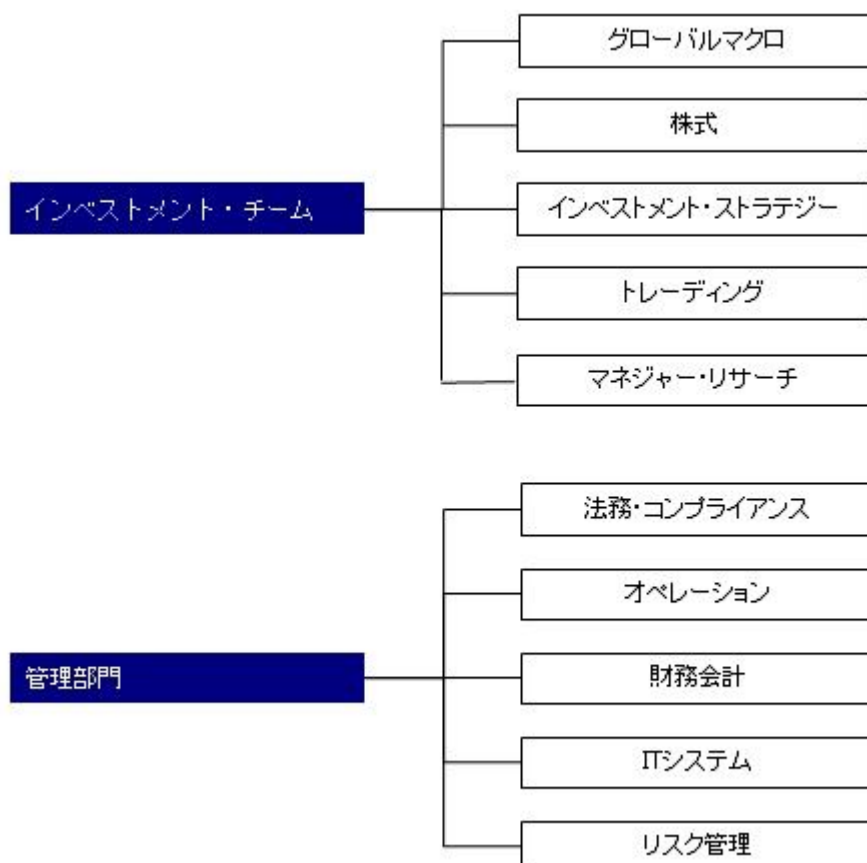 グローバルマクロ
株式
インベストメント・チーム
インベストメント・ストラテジー
トレーディング
マネジャー・リサーチ
法務・コンプライアンス
オペレーション
管理部門
財務会計
ITシステム
リスク管理